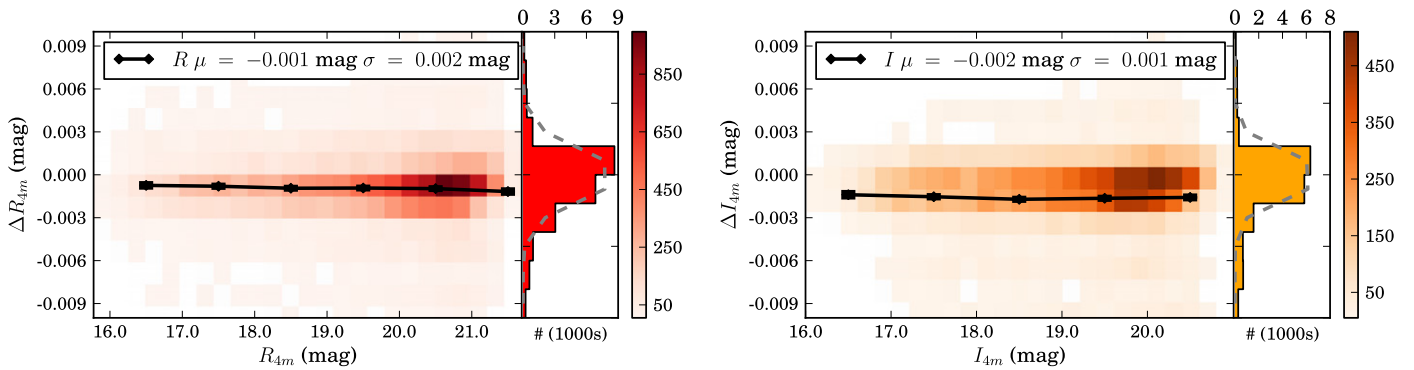 0 3 6 9
0.009
0.006
0.003
0.000
-0.003
-0.006
-0.009
ΔR4m (mag)
R μ = −0.001 mag σ = 0.002 mag
16.0 17.0 18.0 19.0 20.0 21.0
R4m (mag)
# (1000s)
850
650
450
250
50
0 2 4 6 8
0.009
0.006
0.003
0.000
-0.003
-0.006
-0.009
ΔI4m (mag)
I μ = −0.002 mag σ = 0.001 mag
16.0 17.0 18.0 19.0 20.0
I4m (mag)
# (1000s)
450
350
250
150
50